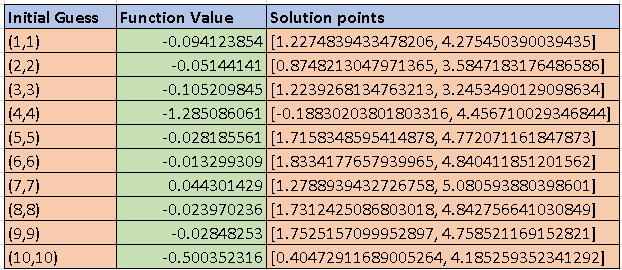 Initial Guess Function Value Solution points
(1,1) -0.094123854 [1.2274839433478206, 4.275450390039435]
(2,2) -0.05144141 [0.8748213047971365, 3.5847183176486586]
(3,3) -0.105209845 [1.2239268134763213, 3.2453490129098634]
(4,4) -1.285086061 [-0.18830203801803316, 4.456710029346844]
(5,5) -0.028185561 [1.7158348595414878, 4.772071161847873]
(6,6) -0.013299309 [1.8334177657939965, 4.840411851201562]
(7,7) 0.044301429 [1.2788939432726758, 5.080593880398601]
(8,8) -0.023970236 [1.7312425086803018, 4.842756641030849]
(9,9) -0.02848253 [1.7525157099952897, 4.758521169152821]
(10,10) -0.500352316 [0.40472911689005264, 4.185259352341292]